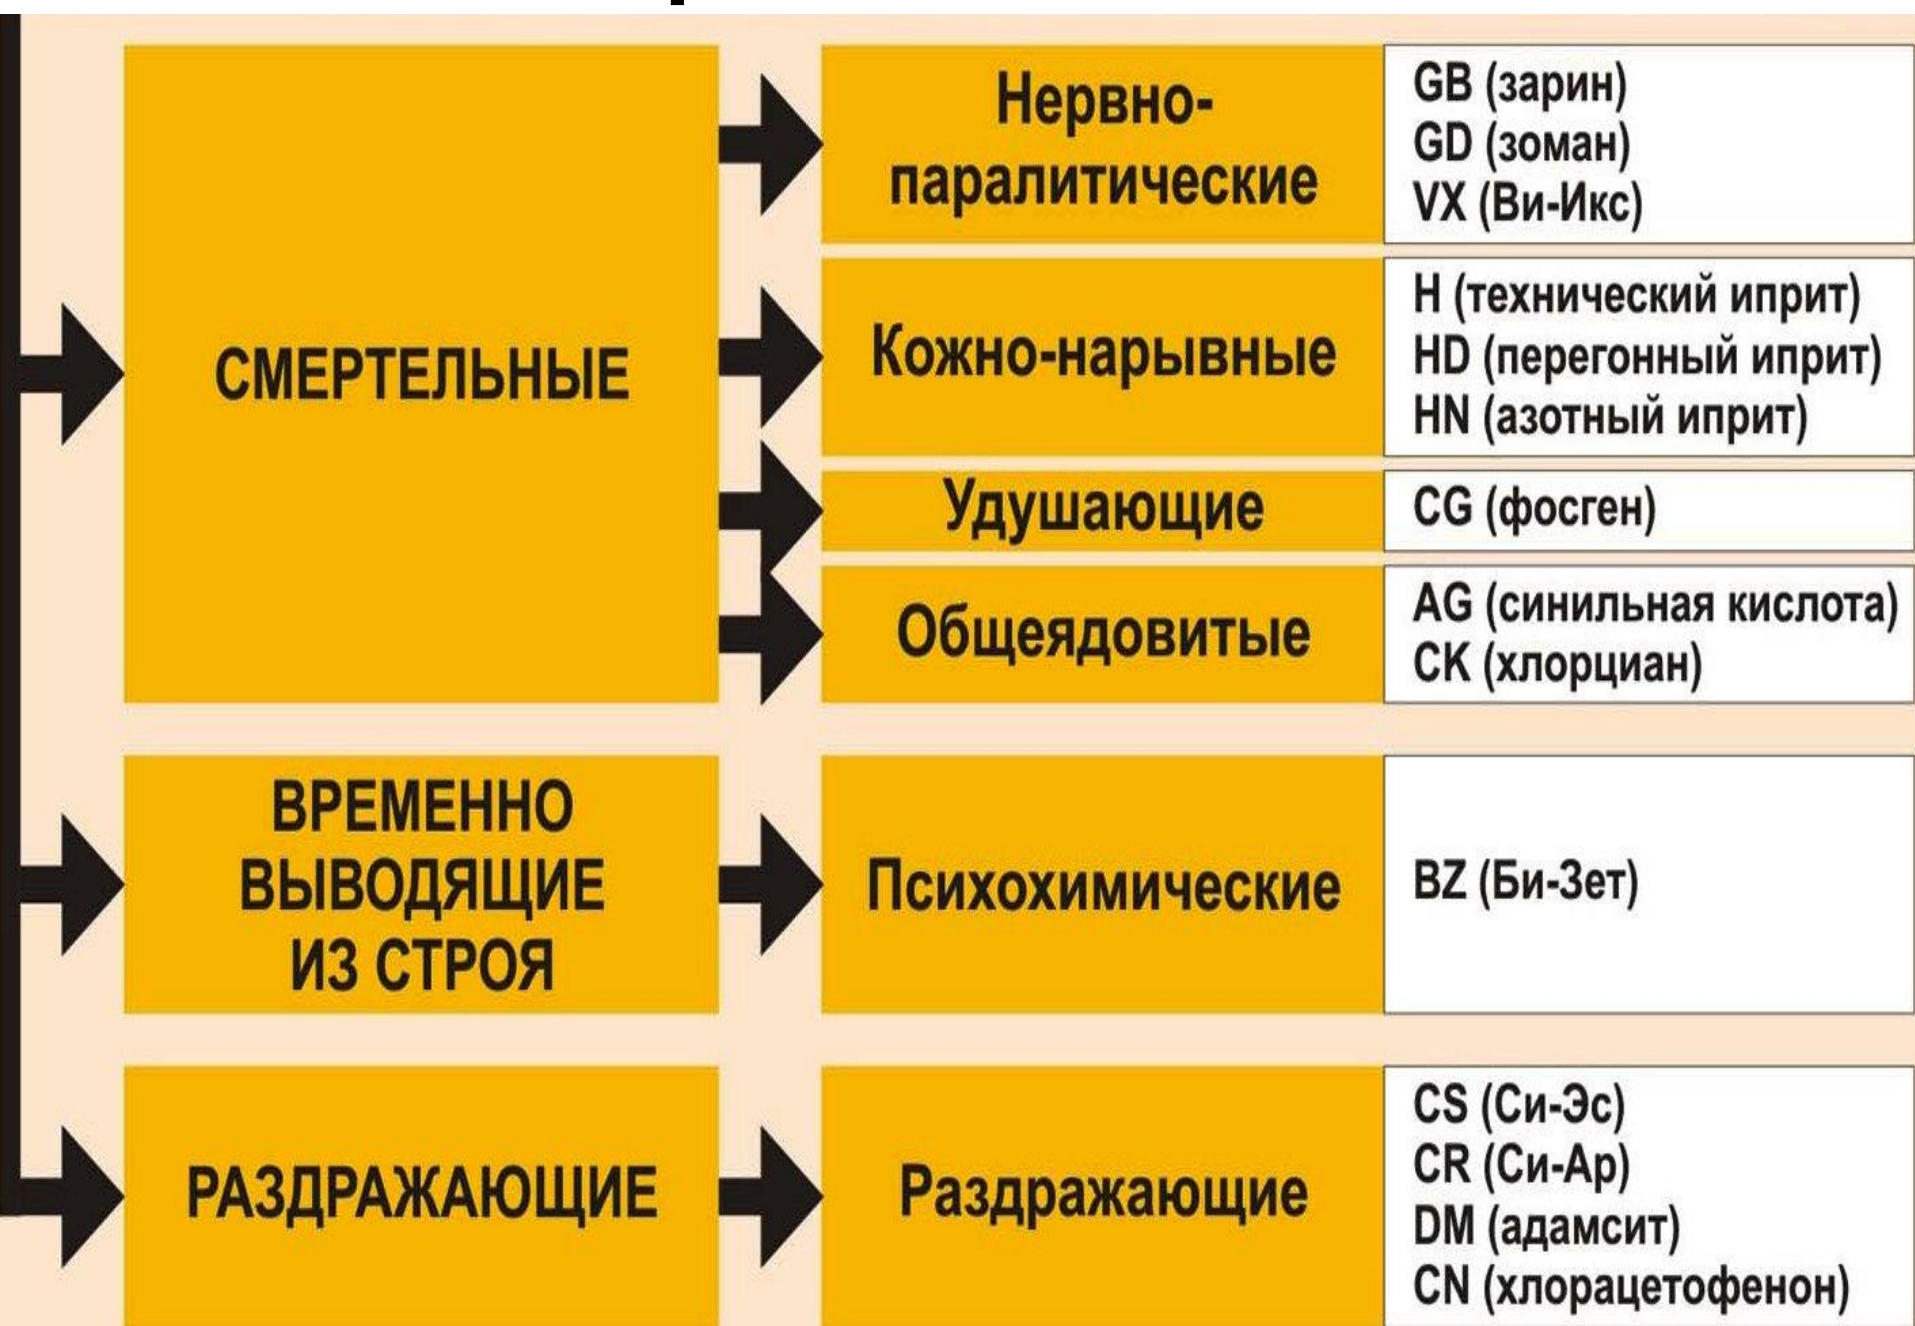 СМЕРТЕЛЬНЫЕ
Нервно-
паралитические
GB (зарин)
GD (зоман)
VX (Ви-Икс)
Кожно-нарывные
H (технический иприт)
HD (перегонный иприт)
HN (азотный иприт)
Удушающие
CG (фосген)
Общеядовитые
AG (синильная кислота)
CK (хлорциан)
ВРЕМЕННО
ВЫВОДЯЩИЕ
ИЗ СТРОЯ
Психохимические
BZ (Би-Зет)
РАЗДРАЖАЮЩИЕ
Раздражающие
CS (Си-Эс)
CR (Си-Ар)
DM (адамсит)
CN (хлорацетофенон)